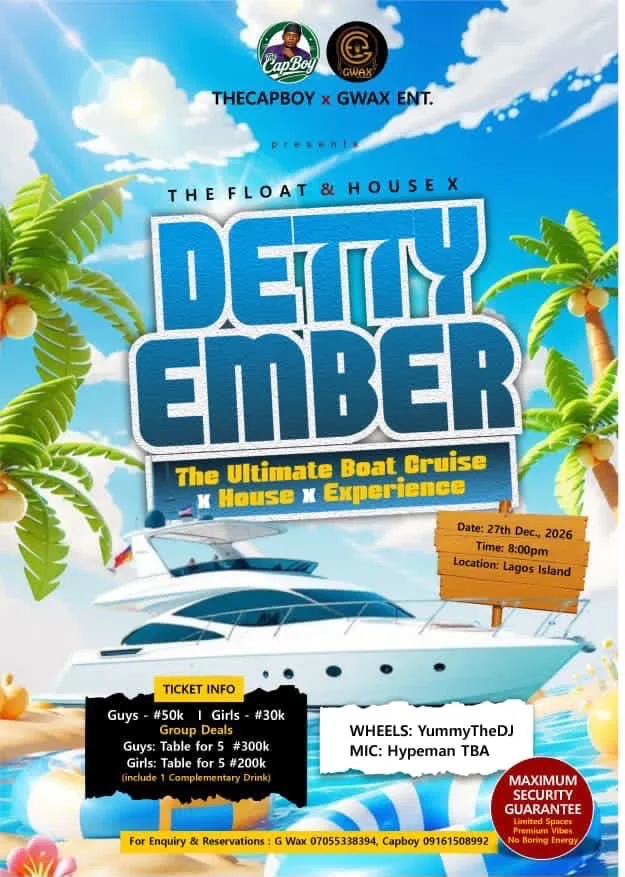 The
CapBoy
GWAX
THECAPBOY x GWAX ENT.
presents
THE FLOAT & HOUSE X
DETTY
EMBER
The Ultimate Boat Cruise
x House x Experience
Date: 27th Dec., 2026
Time: 8:00pm
Location: Lagos Island
TICKET INFO
Guys - #50k I Girls - #30k
Group Deals
Guys: Table for 5 #300k
Girls: Table for 5 #200k
(include 1 Complementary Drink)
WHEELS: YummyTheDJ
MIC: Hypeman TBA
MAXIMUM
SECURITY
GUARANTEE
Limited Spaces
Premium Vibes
No Boring Energy
For Enquiry & Reservations : G Wax 07055338394, Capboy 09161508992